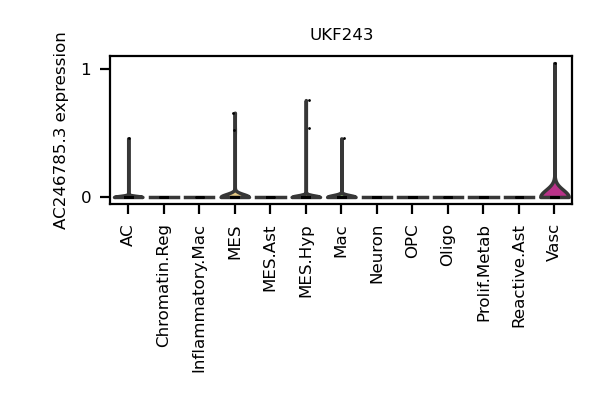 UKF243
AC246785.3 expression
1
0
AC
Chromatin.Reg
Inflammatory.Mac
MES
MES.Ast
MES.Hyp
Mac
Neuron
OPC
Oligo
Prolif.Metab
Reactive.Ast
Vasc